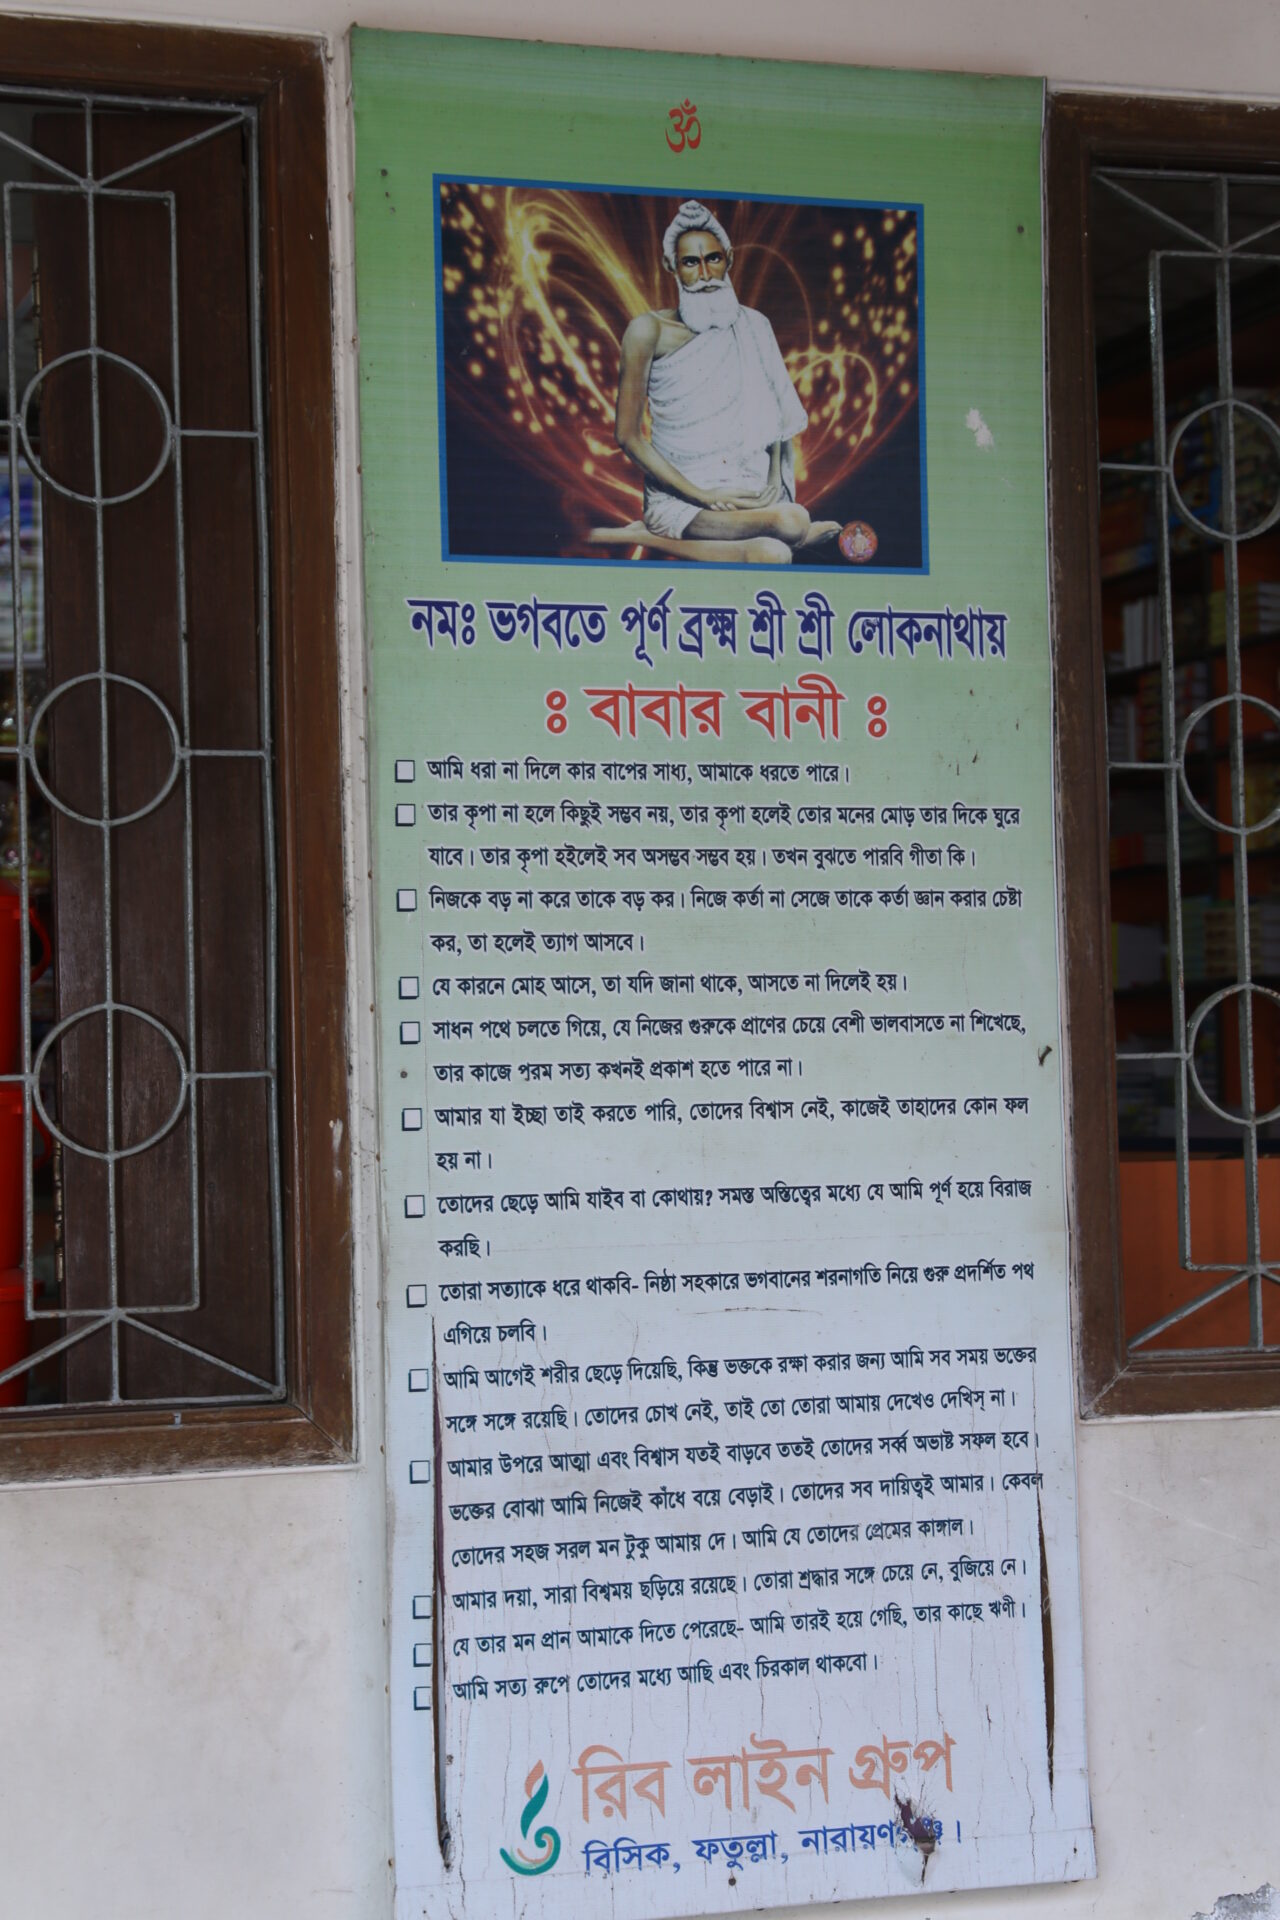 ॐ
নমঃ ভগবতে পূর্ণ ব্রহ্ম শ্রী শ্রী লোকনাথায়
ঃ বাবার বানী ঃ
আমি ধরা না দিলে কার বাপের সাধ্য, আমাকে ধরতে পারে।
তার কৃপা না হলে কিছুই সম্ভব নয়, তার কৃপা হলেই তোর মনের মোড় তার দিকে ঘুরে
যাবে। তার কৃপা হইলেই সব অসম্ভব সম্ভব হয়। তখন বুঝতে পারবি গীতা কি।
নিজকে বড় না করে তাকে বড় কর। নিজে কর্তা না সেজে তাকে কর্তা জ্ঞান করার চেষ্টা
কর, তা হলেই ত্যাগ আসবে।
যে কারনে মোহ আসে, তা যদি জানা থাকে, আসতে না দিলেই হয়।
সাধন পথে চলতে গিয়ে, যে নিজের গুরুকে প্রাণের চেয়ে বেশী ভালবাসতে না শিখেছে,
তার কাজে পরম সত্য কখনই প্রকাশ হতে পারে না।
আমার যা ইচ্ছা তাই করতে পারি, তোদের বিশ্বাস নেই, কাজেই তাহাদের কোন ফল
হয় না।
তোদের ছেড়ে আমি যাইব বা কোথায়? সমস্ত অস্তিত্বের মধ্যে যে আমি পূর্ণ হয়ে বিরাজ
করছি।
তোরা সত্যাকে ধরে থাকবি- নিষ্ঠা সহকারে ভগবানের শরনাগতি নিয়ে গুরু প্রদর্শিত পথ
এগিয়ে চলবি।
আমি আগেই শরীর ছেড়ে দিয়েছি, কিন্তু ভক্তকে রক্ষা করার জন্য আমি সব সময় ভক্তের
সঙ্গে সঙ্গে রয়েছি। তোদের চোখ নেই, তাই তো তোরা আমায় দেখেও দেখিস্ না।
আমার উপরে আত্মা এবং বিশ্বাস যতই বাড়বে ততই তোদের সর্ব্ব অভাষ্ট সফল হবে।
ভক্তের বোঝা আমি নিজেই কাঁধে বয়ে বেড়াই। তোদের সব দায়িত্বই আমার। কেবল
তোদের সহজ সরল মন টুকু আমায় দে। আমি যে তোদের প্রেমের কাঙ্গাল।
আমার দয়া, সারা বিশ্বময় ছড়িয়ে রয়েছে। তোরা শ্রদ্ধার সঙ্গে চেয়ে নে, বুজিয়ে নে।
যে তার মন প্রান আমাকে দিতে পেরেছে- আমি তারই হয়ে গেছি, তার কাছে ঋণী।
আমি সত্য রুপে তোদের মধ্যে আছি এবং চিরকাল থাকবো।
রিব লাইন গ্রুপ
বিসিক, ফতুল্লা,